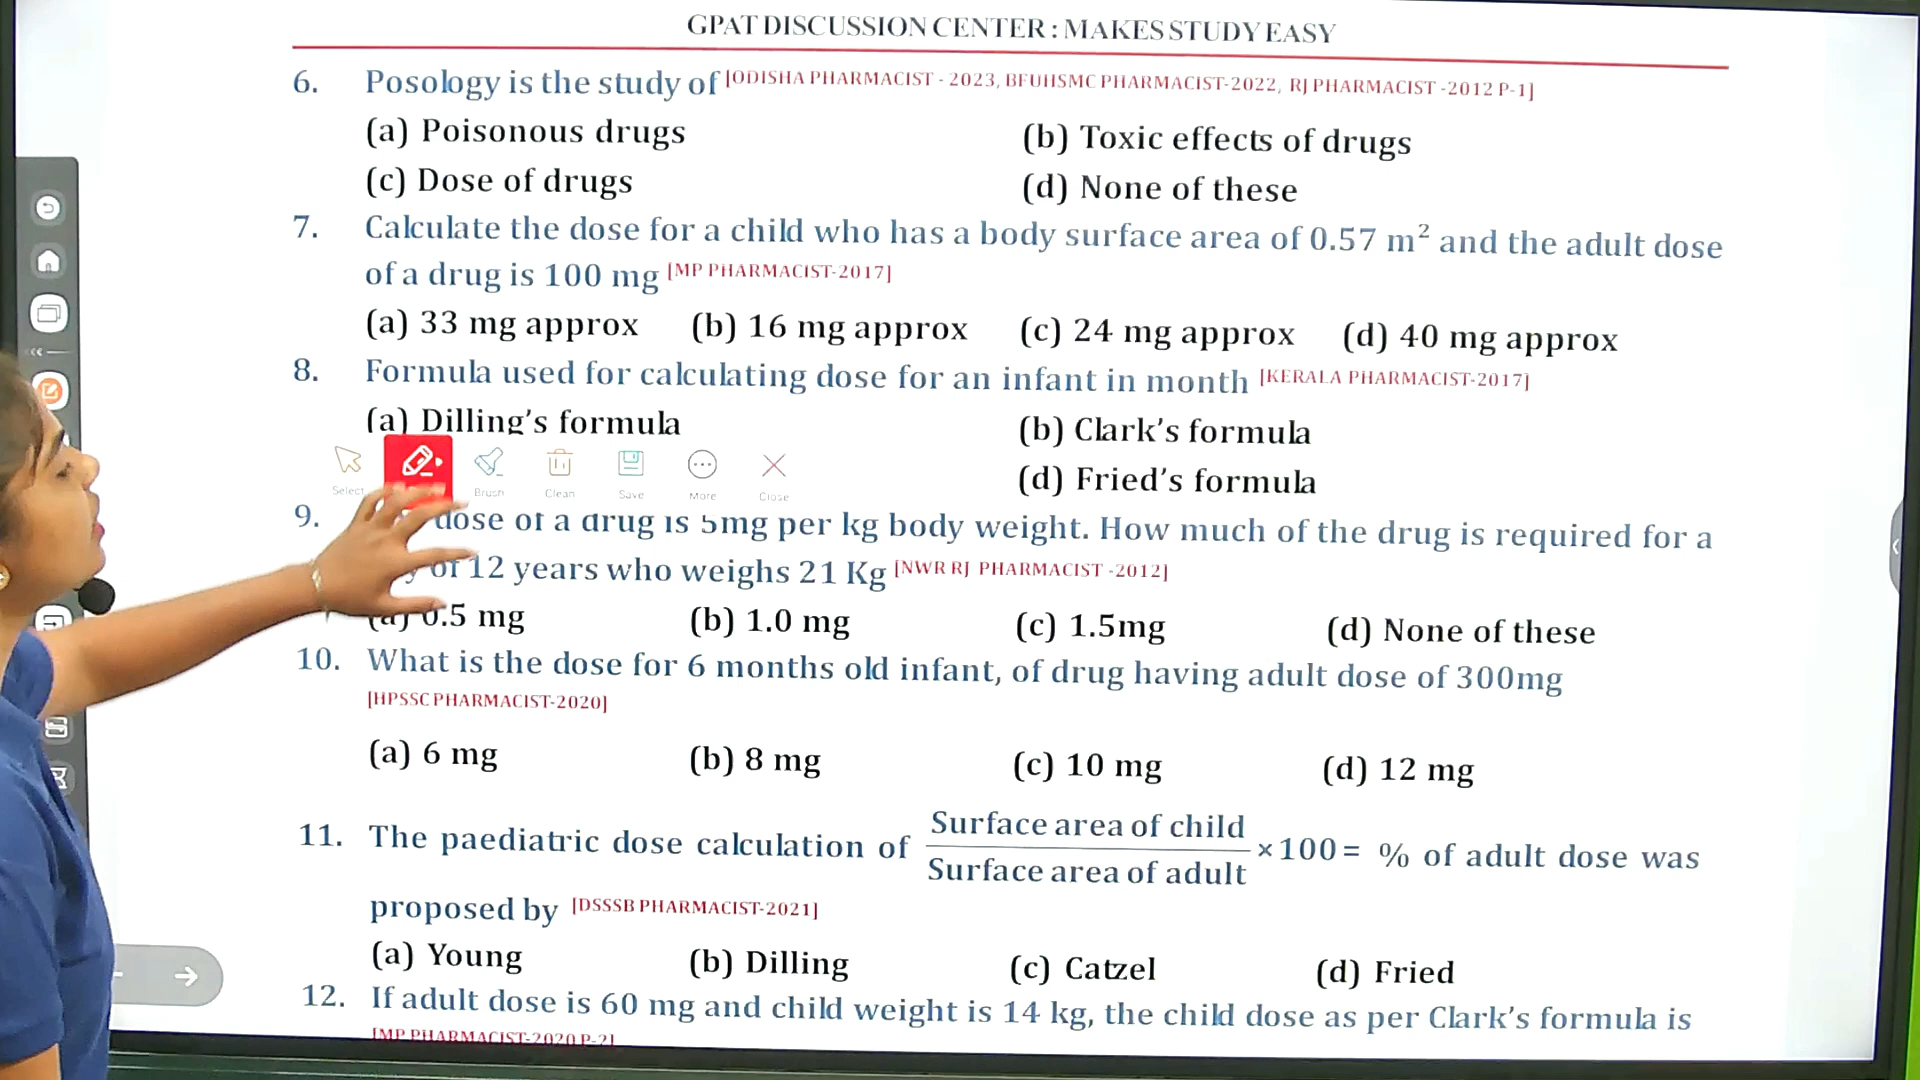 GPAT DISCUSSION CENTER : MAKES STUDY EASY
6. Posology is the study of [ODISHA PHARMACIST - 2023, BFUHSMC PHARMACIST-2022, RJ PHARMACIST -2012 P-1]
(a) Poisonous drugs (b) Toxic effects of drugs
(c) Dose of drugs (d) None of these
7. Calculate the dose for a child who has a body surface area of 0.57 m² and the adult dose
of a drug is 100 mg [MP PHARMACIST-2017]
(a) 33 mg approx (b) 16 mg approx (c) 24 mg approx (d) 40 mg approx
8. Formula used for calculating dose for an infant in month [KERALA PHARMACIST-2017]
(a) Dilling's formula (b) Clark's formula
(d) Fried's formula
Select Brush Clean Save More Close
9. dose of a drug is 5mg per kg body weight. How much of the drug is required for a
of 12 years who weighs 21 Kg [NWR RJ PHARMACIST -2012]
(a) 0.5 mg (b) 1.0 mg (c) 1.5mg (d) None of these
10. What is the dose for 6 months old infant, of drug having adult dose of 300mg
[HPSSC PHARMACIST-2020]
(a) 6 mg (b) 8 mg (c) 10 mg (d) 12 mg
11. The paediatric dose calculation of Surface area of child / Surface area of adult ×100 = % of adult dose was
proposed by [DSSSB PHARMACIST-2021]
(a) Young (b) Dilling (c) Catzel (d) Fried
12. If adult dose is 60 mg and child weight is 14 kg, the child dose as per Clark's formula is
[MP PHARMACIST-2020 P-2]